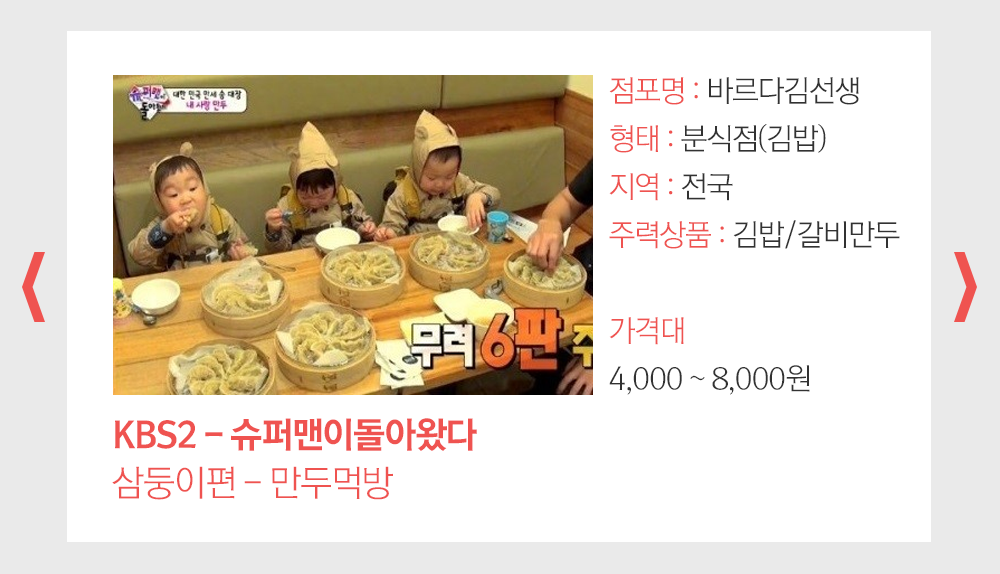 슈퍼맨이
돌아왔다
대한 민국 만세 송 대장
내 사랑 만두
무려 6판 주
점포명 : 바르다김선생
형태 : 분식점(김밥)
지역 : 전국
주력상품 : 김밥/갈비만두
가격대
4,000 ~ 8,000원
KBS2 – 슈퍼맨이돌아왔다
삼둥이편 – 만두먹방